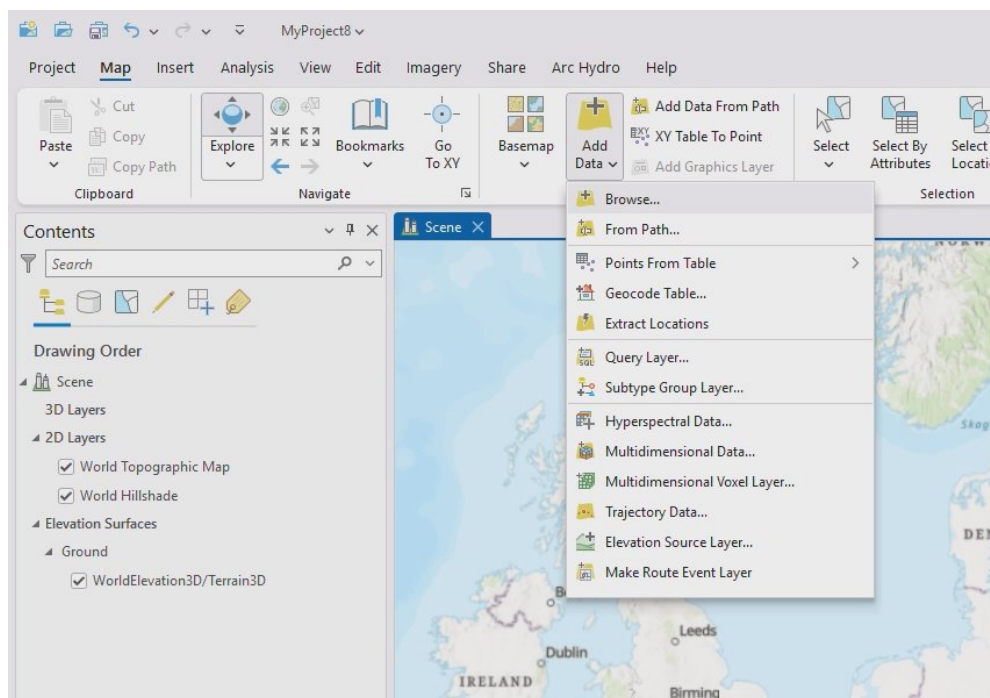 MyProject8
Project Map Insert Analysis View Edit Imagery Share Arc Hydro Help
Paste
Cut
Copy
Copy Path
Clipboard
Explore
Bookmarks
Go
To XY
Navigate
Basemap
Add
Data
Add Data From Path
XY Table To Point
Add Graphics Layer
Select
Select By
Attributes
Select
Selection
Browse...
From Path...
Points From Table
Geocode Table...
Extract Locations
Query Layer...
Subtype Group Layer...
Hyperspectral Data...
Multidimensional Data...
Multidimensional Voxel Layer...
Trajectory Data...
Elevation Source Layer...
Make Route Event Layer
Contents
Search
Drawing Order
Scene
3D Layers
2D Layers
World Topographic Map
World Hillshade
Elevation Surfaces
Ground
WorldElevation3D/Terrain3D
Scene
Leeds
Dublin
IRELAND
Birming